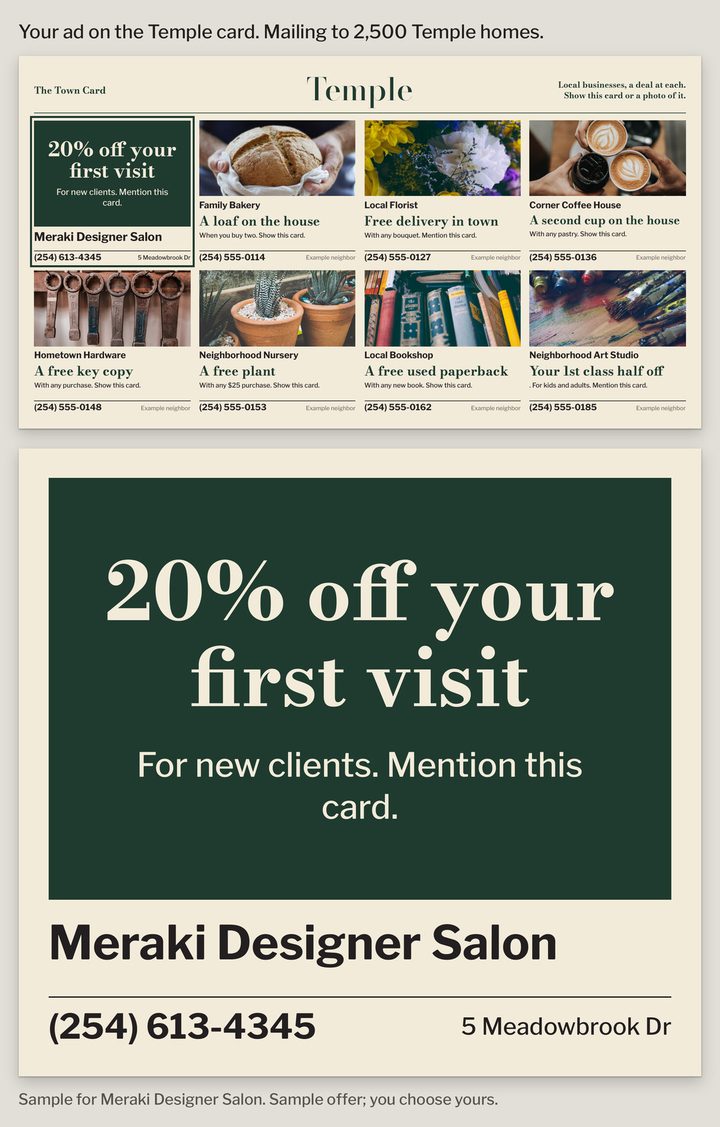 Your ad on the Temple card. Mailing to 2,500 Temple homes.
The Town Card
Temple
Local businesses, a deal at each.
Show this card or a photo of it.
20% off your
first visit
For new clients. Mention this
card.
Meraki Designer Salon
(254) 613-4345
5 Meadowbrook Dr
Family Bakery
A loaf on the house
When you buy two. Show this card.
(254) 555-0114
Example neighbor
Local Florist
Free delivery in town
With any bouquet. Mention this card.
(254) 555-0127
Example neighbor
Corner Coffee House
A second cup on the house
With any pastry. Show this card.
(254) 555-0136
Example neighbor
Hometown Hardware
A free key copy
With any purchase. Show this card.
(254) 555-0148
Example neighbor
Neighborhood Nursery
A free plant
With any $25 purchase. Show this card.
(254) 555-0153
Example neighbor
Local Bookshop
A free used paperback
With any new book. Show this card.
(254) 555-0162
Example neighbor
Neighborhood Art Studio
Your 1st class half off
. For kids and adults. Mention this card.
(254) 555-0185
Example neighbor
20% off your
first visit
For new clients. Mention this
card.
Meraki Designer Salon
(254) 613-4345
5 Meadowbrook Dr
Sample for Meraki Designer Salon. Sample offer; you choose yours.